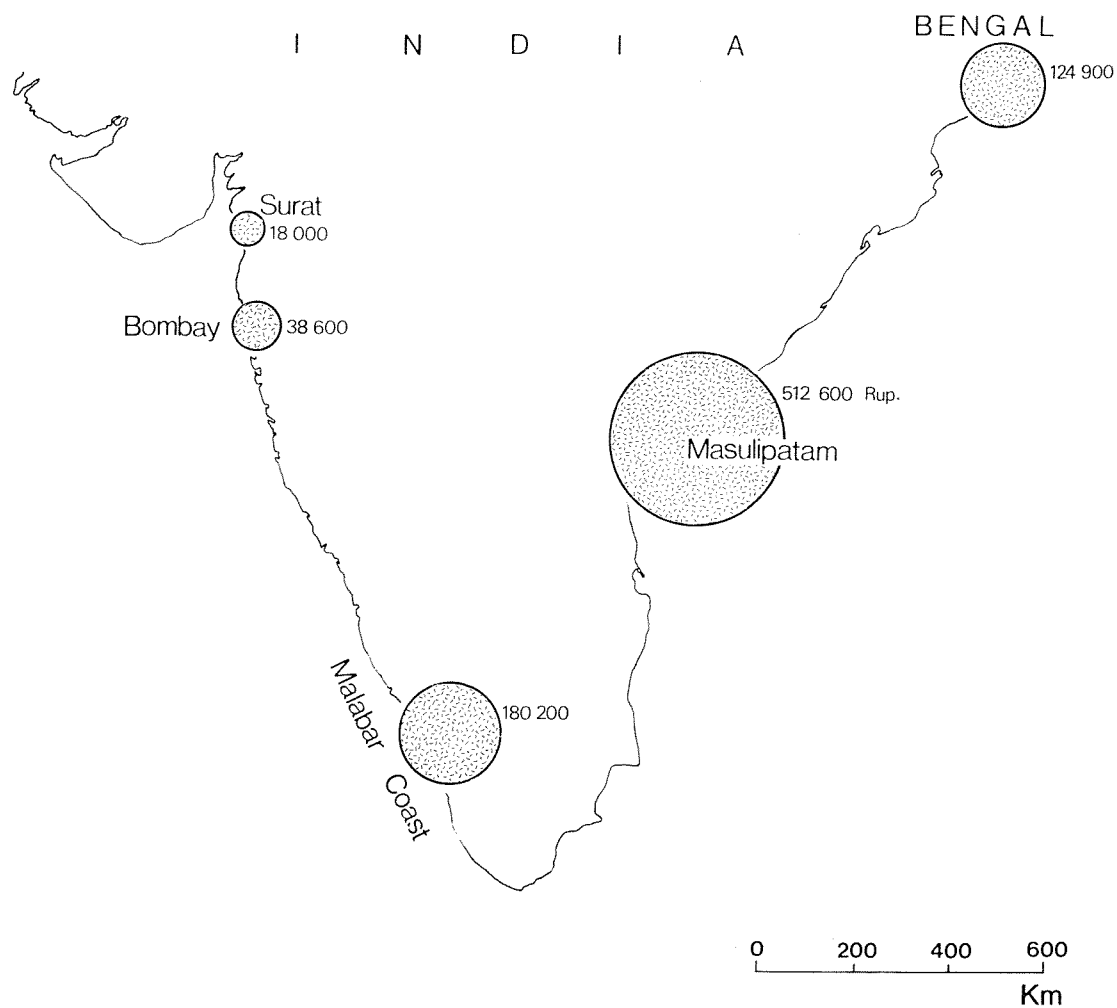 I N D I A
BENGAL
124 900
Surat
18 000
Bombay
38 600
512 600 Rup.
Masulipatam
180 200
Malabar Coast
0 200 400 600
Km